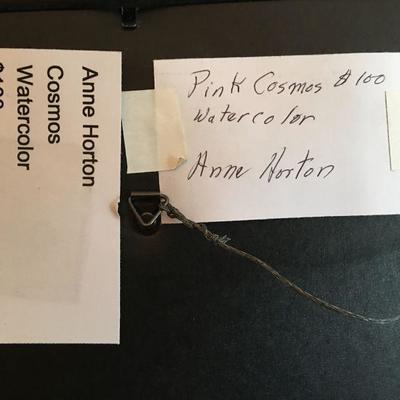 Anne Horton
Cosmos
Watercolor
Pink Cosmos $100
Watercolor
Anne Horton